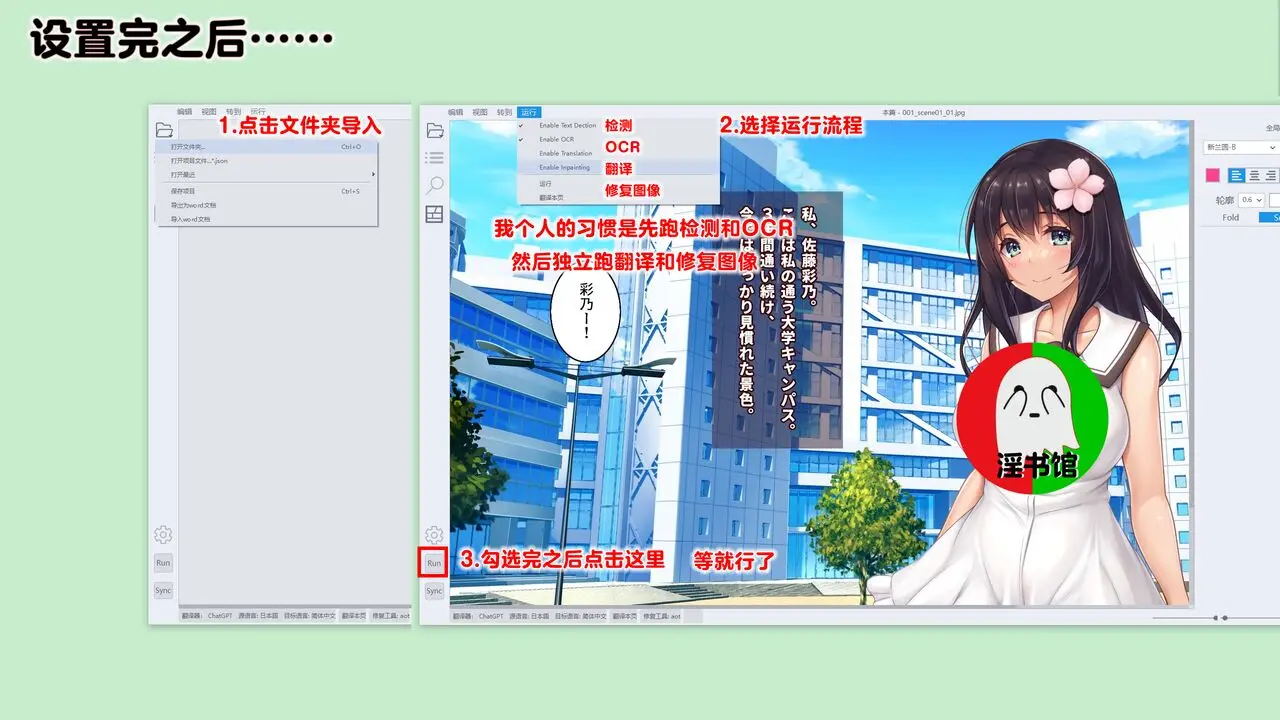 设置完之后……
编辑 视图 转到 运行
1.点击文件夹导入
打开文件夹... Ctrl+O
打开项目文件...*.json
打开最近
保存项目 Ctrl+S
导出为word文档
导入word文档
Run
Sync
翻译器: ChatGPT 源语言: 日本語 目标语言: 简体中文 翻译本页 修复工具: aot
编辑 视图 转到 运行
本篇 - 001_scene01_01.jpg
Enable Text Dection 检测
Enable OCR OCR
Enable Translation 翻译
Enable Inpainting 修复图像
运行
翻译本页
2.选择运行流程
我个人的习惯是先跑检测和OCR
然后独立跑翻译和修复图像
私、佐藤彩乃。
は私の通う大学キャンパス。
間通い続け、
かり見慣れた景色。
彩乃ー!
淫书馆
全局
新兰圆-B
轮廓 0.6
Fold
Run
3.勾选完之后点击这里 等就行了
Sync
翻译器: ChatGPT 源语言: 日本語 目标语言: 简体中文 翻译本页 修复工具: aot